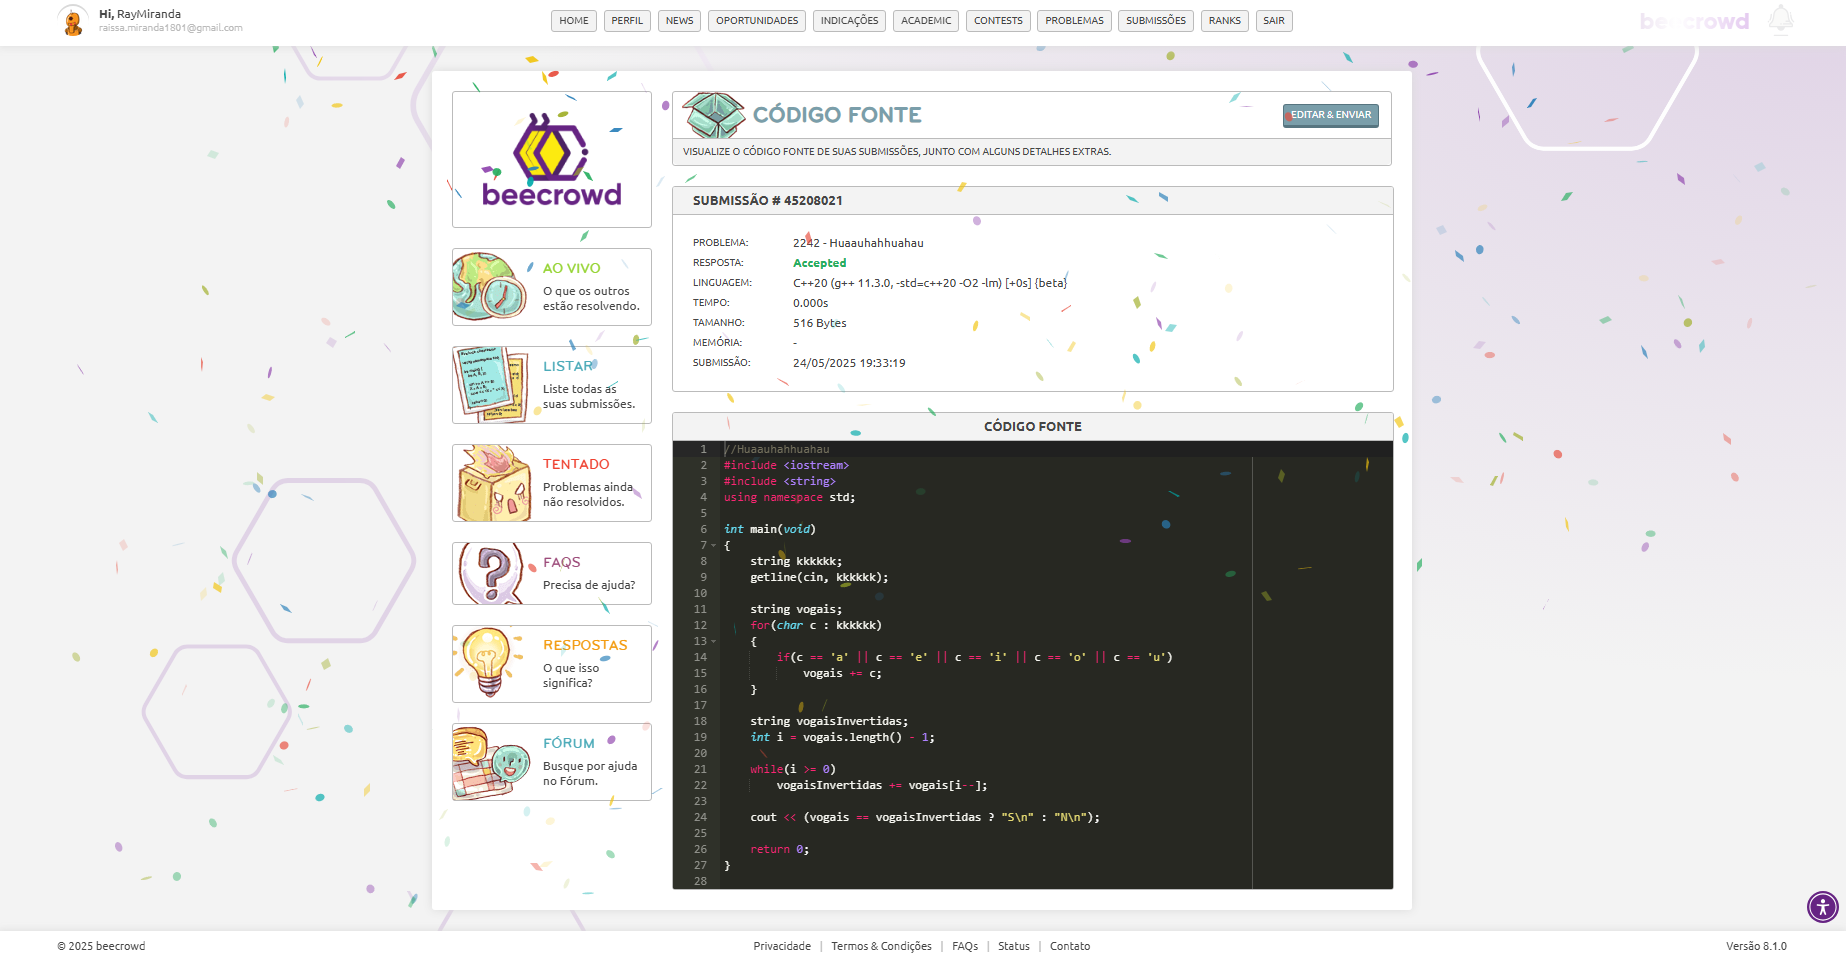 Hi, RayMiranda
raissa.miranda1801@gmail.com
HOME PERFIL NEWS OPORTUNIDADES INDICAÇÕES ACADEMIC CONTESTS PROBLEMAS SUBMISSÕES RANKS SAIR
beecrowd
beecrowd
AO VIVO
O que os outros
estão resolvendo.
LISTAR
Liste todas as
suas submissões.
TENTADO
Problemas ainda
não resolvidos.
FAQS
Precisa de ajuda?
RESPOSTAS
O que isso
significa?
FÓRUM
Busque por ajuda
no Fórum.
CÓDIGO FONTE
EDITAR & ENVIAR
VISUALIZE O CÓDIGO FONTE DE SUAS SUBMISSÕES, JUNTO COM ALGUNS DETALHES EXTRAS.
SUBMISSÃO # 45208021
PROBLEMA: 2242 - Huaauhahhuahau
RESPOSTA: Accepted
LINGUAGEM: C++20 (g++ 11.3.0, -std=c++20 -O2 -lm) [+0s] {beta}
TEMPO: 0.000s
TAMANHO: 516 Bytes
MEMÓRIA: -
SUBMISSÃO: 24/05/2025 19:33:19
CÓDIGO FONTE
1 //Huaauhahhuahau
2 #include <iostream>
3 #include <string>
4 using namespace std;
5
6 int main(void)
7 {
8 string kkkkkk;
9 getline(cin, kkkkkk);
10
11 string vogais;
12 for(char c : kkkkkk)
13 {
14 if(c == 'a' || c == 'e' || c == 'i' || c == 'o' || c == 'u')
15 vogais += c;
16 }
17
18 string vogaisInvertidas;
19 int i = vogais.length() - 1;
20
21 while(i >= 0)
22 vogaisInvertidas += vogais[i--];
23
24 cout << (vogais == vogaisInvertidas ? "S\n" : "N\n");
25
26 return 0;
27 }
28
© 2025 beecrowd
Privacidade | Termos & Condições | FAQs | Status | Contato
Versão 8.1.0